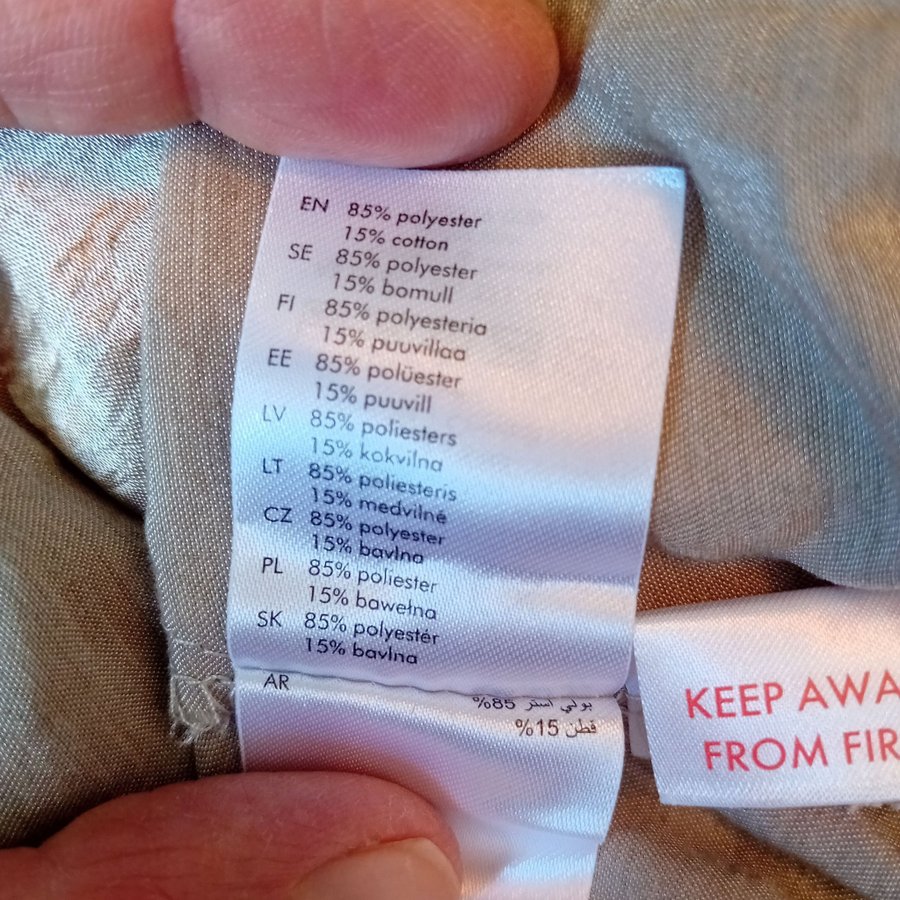 EN 85% polyester
15% cotton
SE 85% polyester
15% bomull
FI 85% polyesteria
15% puuvillaa
EE 85% polüester
15% puuvill
LV 85% poliesters
15% kokvilna
LT 85% poliesteris
15% medvilnė
CZ 85% polyester
15% bavlna
PL 85% poliester
15% bawełna
SK 85% polyestér
15% bavlna
AR بولي استر 85%
قطن 15%
KEEP AWA
FROM FIR